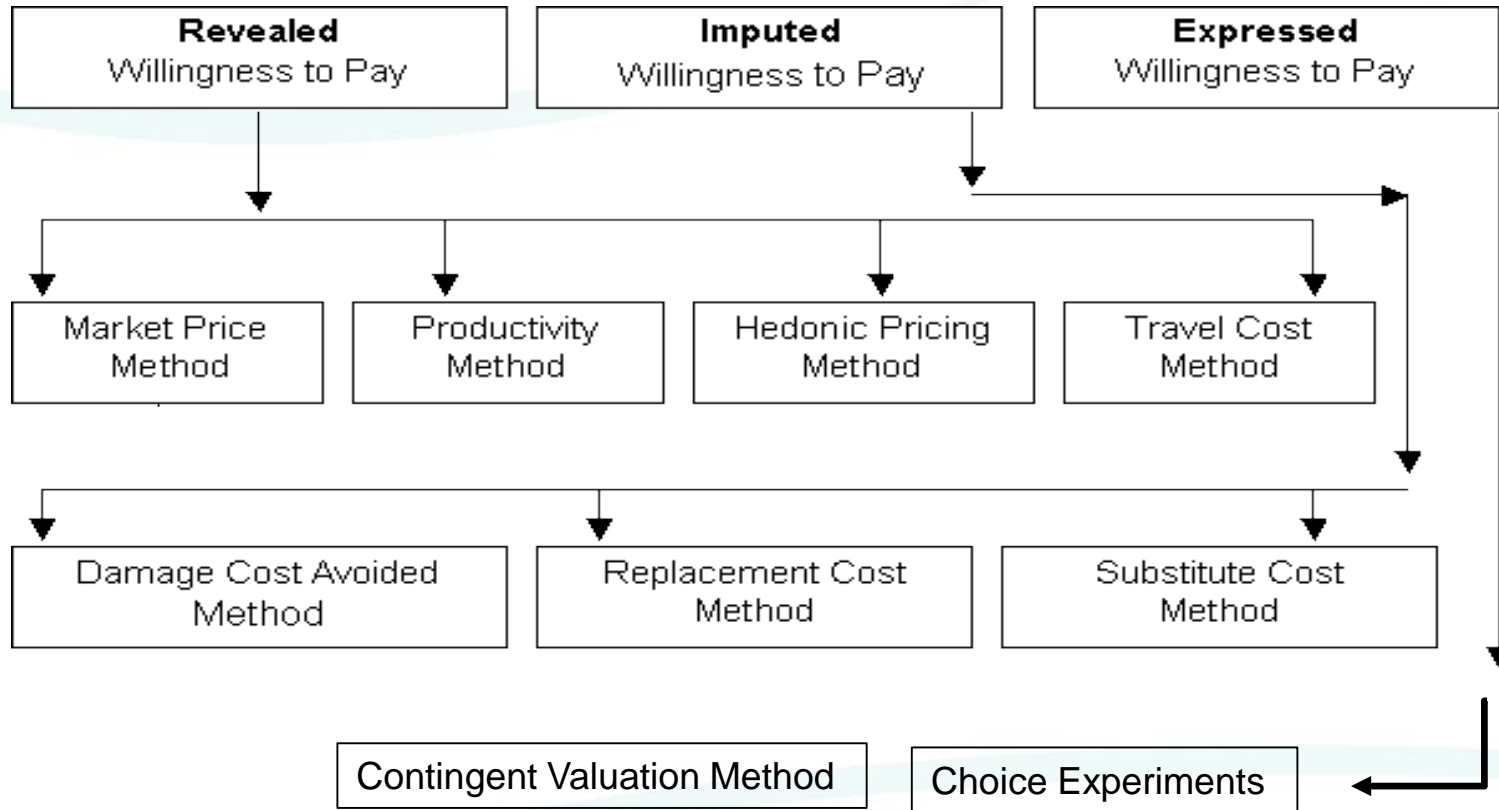 Revealed
Willingness to Pay
Imputed
Willingness to Pay
Expressed
Willingness to Pay
Market Price
Method
Productivity
Method
Hedonic Pricing
Method
Travel Cost
Method
Damage Cost Avoided
Method
Replacement Cost
Method
Substitute Cost
Method
Contingent Valuation Method
Choice Experiments